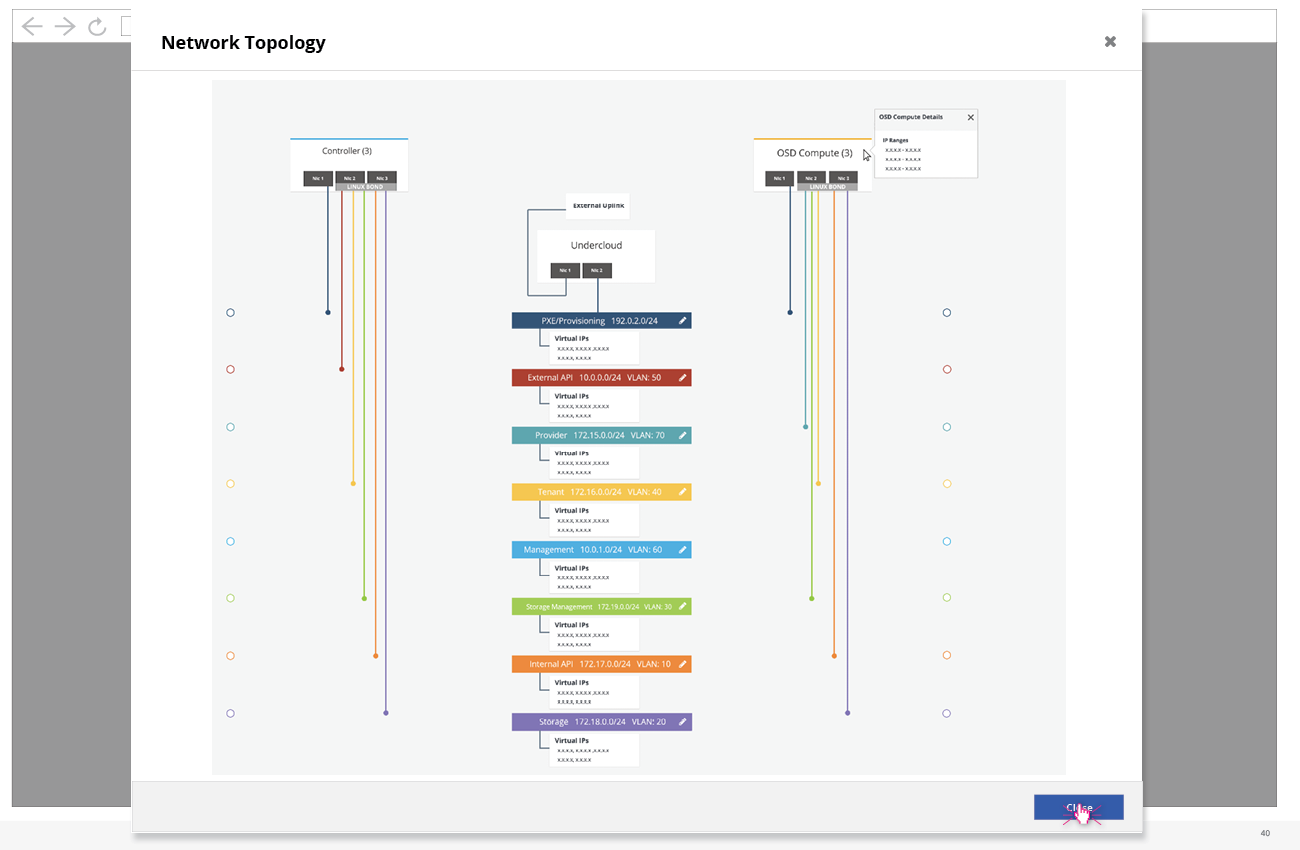 Network Topology
✖
OSD Compute Details ✕
IP Ranges
x.x.x.x - x.x.x.x
x.x.x.x - x.x.x.x
x.x.x.x - x.x.x.x
Controller (3)
Nic 1 Nic 2 Nic 3
LINUX BOND
OSD Compute (3)
Nic 1 Nic 2 Nic 3
LINUX BOND
External Uplink
Undercloud
Nic 1 Nic 2
PXE/Provisioning 192.0.2.0/24
Virtual IPs
x.x.x.x, x.x.x.x ,x.x.x.x
x.x.x.x, x.x.x.x
External API 10.0.0.0/24 VLAN: 50
Virtual IPs
x.x.x.x, x.x.x.x ,x.x.x.x
x.x.x.x, x.x.x.x
Provider 172.15.0.0/24 VLAN: 70
Virtual IPs
x.x.x.x, x.x.x.x ,x.x.x.x
x.x.x.x, x.x.x.x
Tenant 172.16.0.0/24 VLAN: 40
Virtual IPs
x.x.x.x, x.x.x.x ,x.x.x.x
x.x.x.x, x.x.x.x
Management 10.0.1.0/24 VLAN: 60
Virtual IPs
x.x.x.x, x.x.x.x ,x.x.x.x
x.x.x.x, x.x.x.x
Storage Management 172.19.0.0/24 VLAN: 30
Virtual IPs
x.x.x.x, x.x.x.x ,x.x.x.x
x.x.x.x, x.x.x.x
Internal API 172.17.0.0/24 VLAN: 10
Virtual IPs
x.x.x.x, x.x.x.x ,x.x.x.x
x.x.x.x, x.x.x.x
Storage 172.18.0.0/24 VLAN: 20
Virtual IPs
x.x.x.x, x.x.x.x ,x.x.x.x
x.x.x.x, x.x.x.x
Close
40